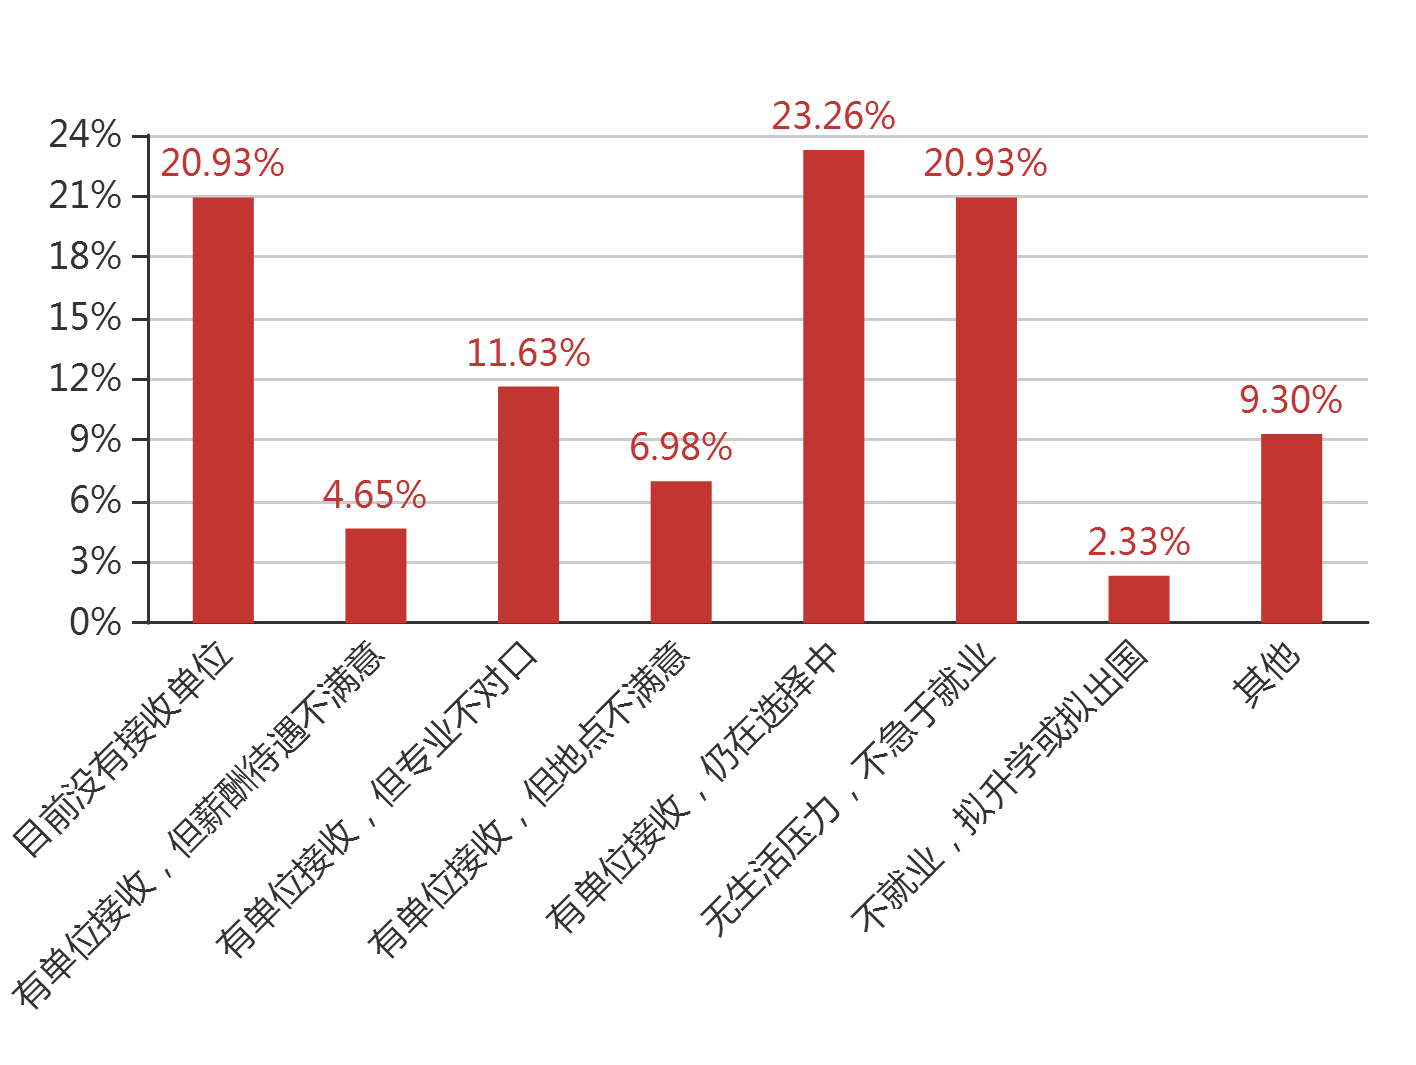 24%
21%
18%
15%
12%
9%
6%
3%
0%
20.93%
4.65%
11.63%
6.98%
23.26%
20.93%
2.33%
9.30%
目前没有接收单位
有单位接收，但薪酬待遇不满意
有单位接收，但专业不对口
有单位接收，但地点不满意
有单位接收，仍在选择中
无生活压力，不急于就业
不就业，拟升学或拟出国
其他